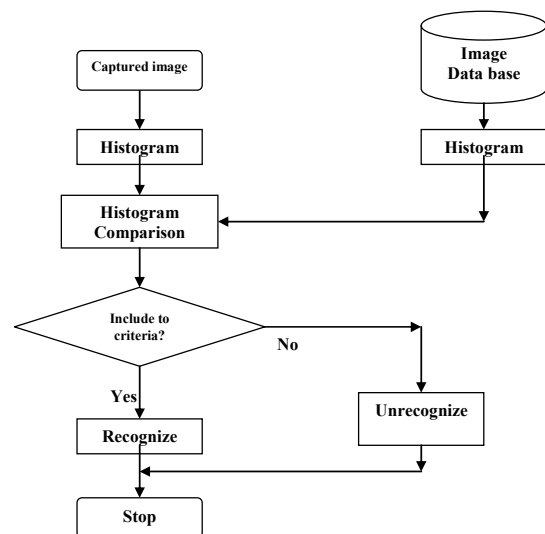 Captured image
Image
Data base
Histogram
Histogram
Histogram
Comparison
Include to
criteria?
No
Yes
Unrecognize
Recognize
Stop